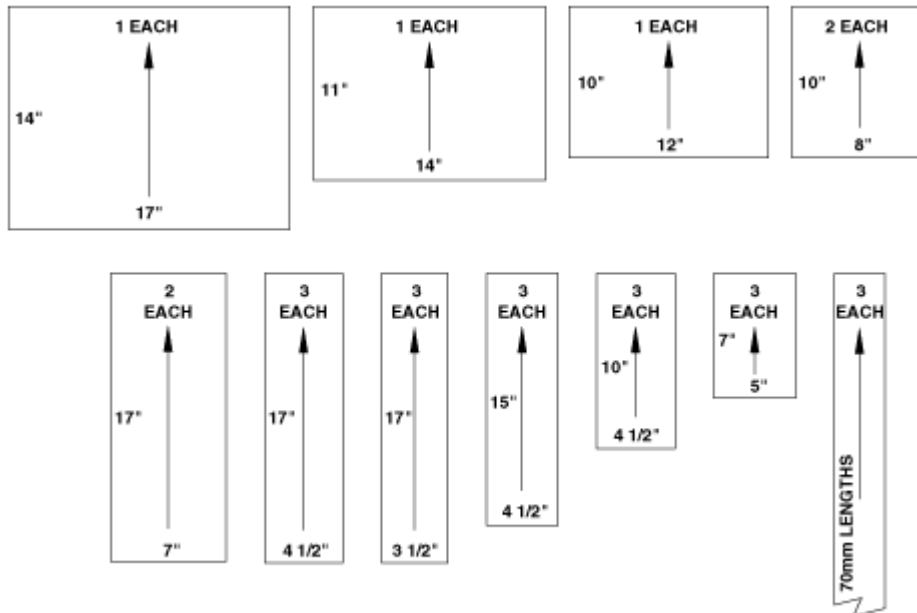 1 EACH
14"
17"
1 EACH
11"
14"
1 EACH
10"
12"
2 EACH
10"
8"
2
EACH
17"
7"
3
EACH
17"
4 1/2"
3
EACH
17"
3 1/2"
3
EACH
15"
4 1/2"
3
EACH
10"
4 1/2"
3
EACH
7"
5"
3
EACH
70mm LENGTHS